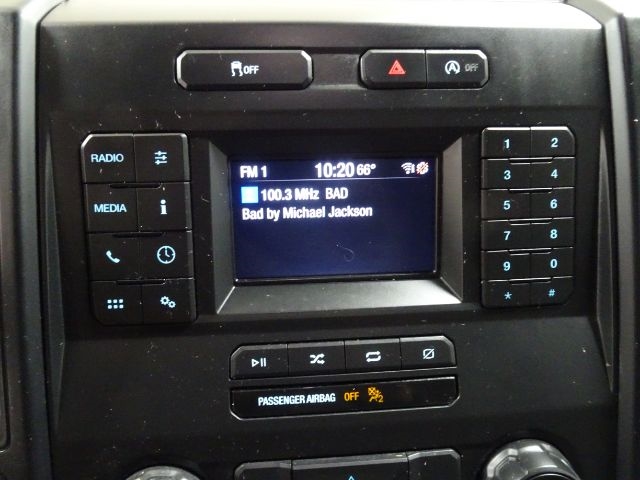 OFF
A OFF
RADIO
MEDIA
i
FM 1 10:20 66°
100.3 MHz BAD
Bad by Michael Jackson
1 2
3 4
5 6
7 8
9 0
* #
PASSENGER AIRBAG OFF 2